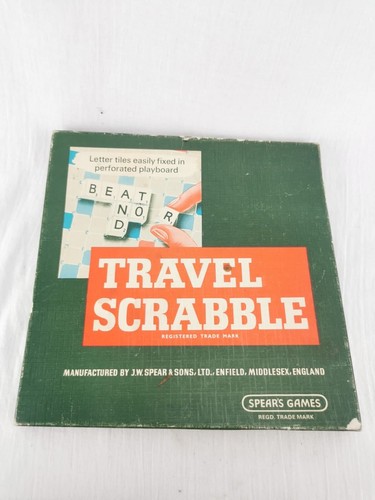 Letter tiles easily fixed in
perforated playboard
BEAT
NOR
D
TRAVEL
SCRABBLE
REGISTERED TRADE MARK
MANUFACTURED BY J.W. SPEAR & SONS, LTD., ENFIELD, MIDDLESEX, ENGLAND
SPEAR'S GAMES
REGD. TRADE MARK